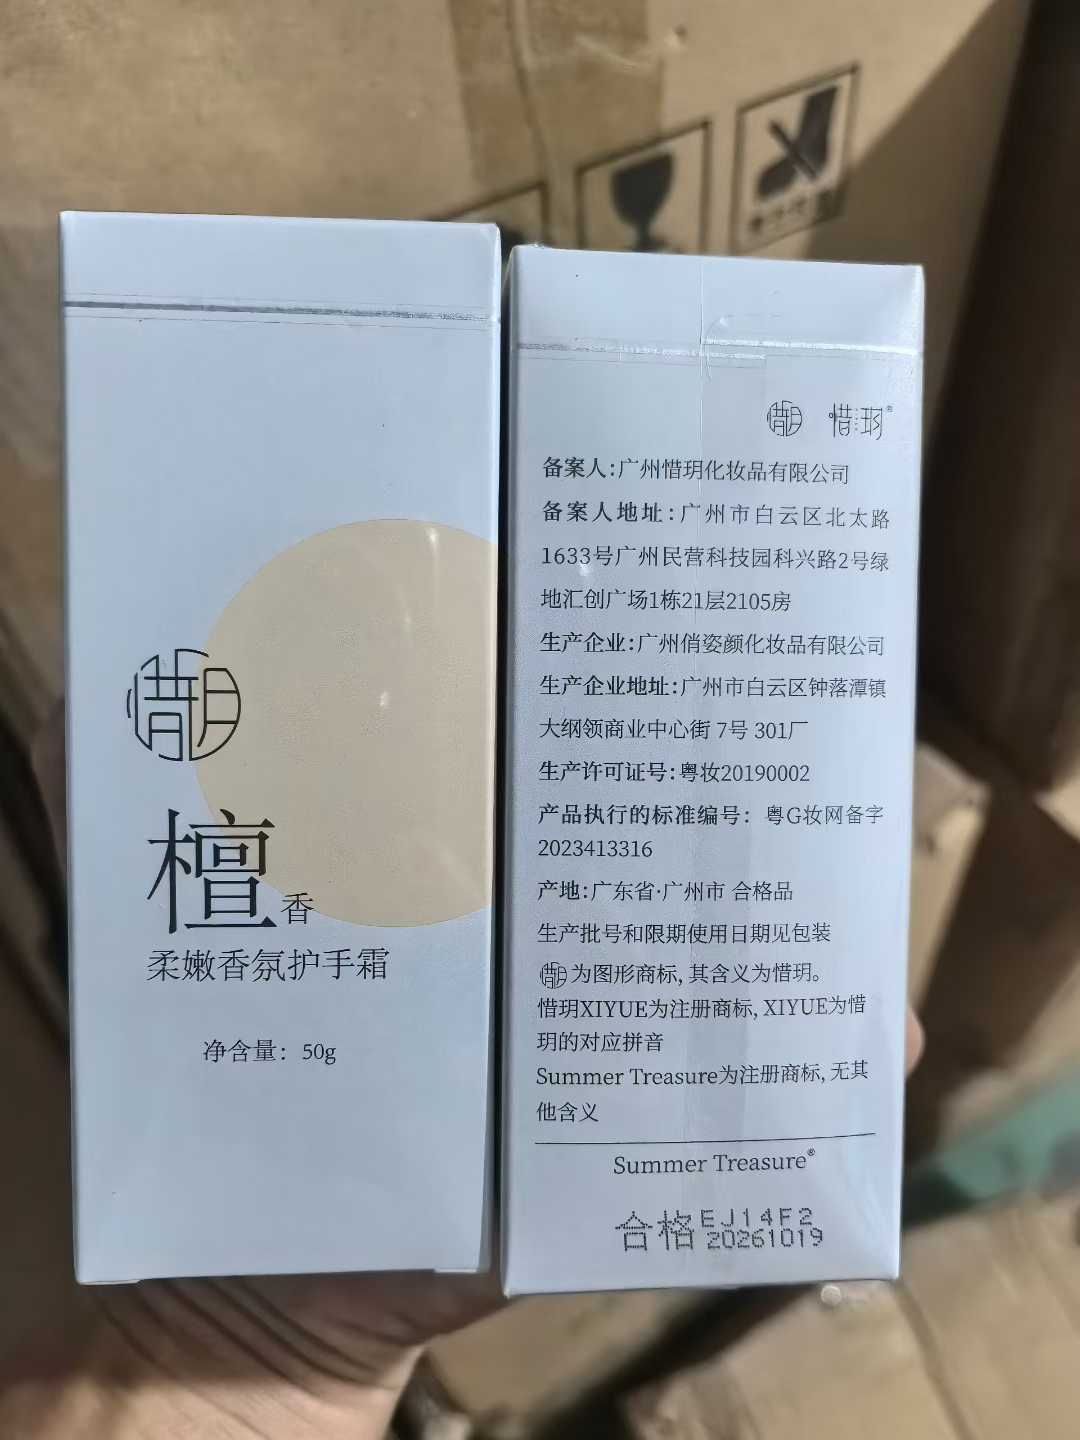 惜玥
檀香
柔嫩香氛护手霜
净含量：50g
惜玥 惜玥®
备案人:广州惜玥化妆品有限公司
备案人地址:广州市白云区北太路
1633号广州民营科技园科兴路2号绿
地汇创广场1栋21层2105房
生产企业:广州俏姿颜化妆品有限公司
生产企业地址:广州市白云区钟落潭镇
大纲领商业中心街 7号 301厂
生产许可证号:粤妆20190002
产品执行的标准编号：粤G妆网备字
2023413316
产地:广东省·广州市 合格品
生产批号和限期使用日期见包装
惜玥为图形商标, 其含义为惜玥。
惜玥XIYUE为注册商标, XIYUE为惜
玥的对应拼音
Summer Treasure为注册商标, 无其
他含义
Summer Treasure®
合格 EJ14F2
20261019